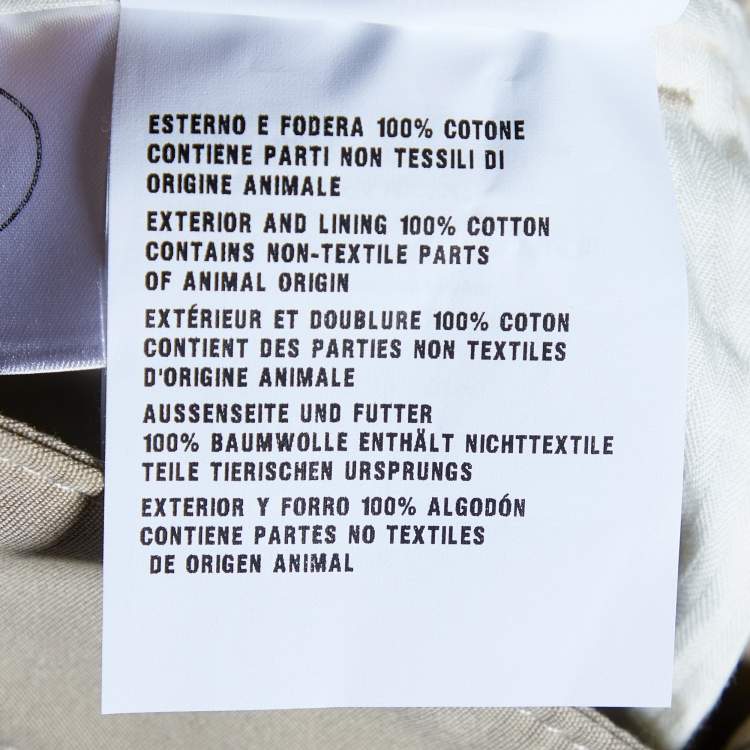 ESTERNO E FODERA 100% COTONE
CONTIENE PARTI NON TESSILI DI
ORIGINE ANIMALE
EXTERIOR AND LINING 100% COTTON
CONTAINS NON-TEXTILE PARTS
OF ANIMAL ORIGIN
EXTÉRIEUR ET DOUBLURE 100% COTON
CONTIENT DES PARTIES NON TEXTILES
D'ORIGINE ANIMALE
AUSSENSEITE UND FUTTER
100% BAUMWOLLE ENTHÄLT NICHTTEXTILE
TEILE TIERISCHEN URSPRUNGS
EXTERIOR Y FORRO 100% ALGODÓN
CONTIENE PARTES NO TEXTILES
DE ORIGEN ANIMAL